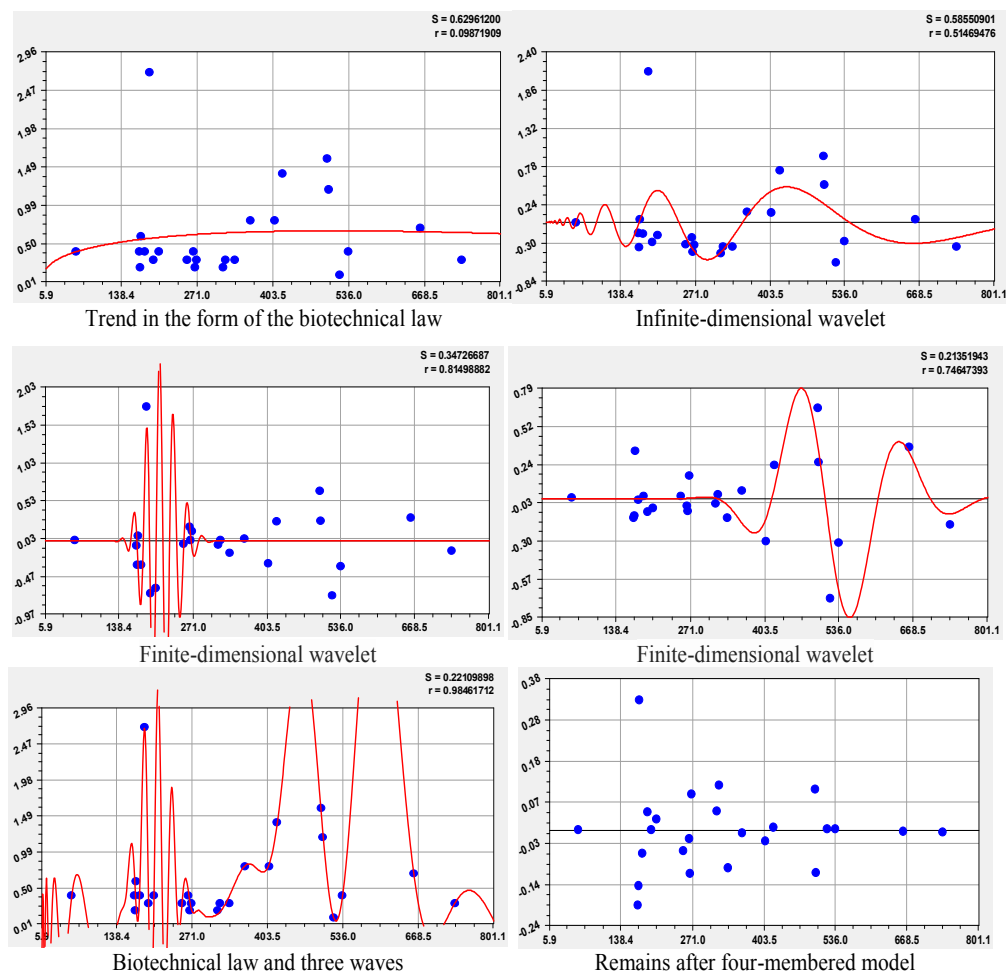 S = 0.62961200
r = 0.09871909
2.96
2.47
1.98
1.49
0.99
0.50
0.01
5.9 138.4 271.0 403.5 536.0 668.5 801.1
Trend in the form of the biotechnical law
S = 0.58550901
r = 0.51469476
2.40
1.86
1.32
0.78
0.24
-0.30
-0.84
5.9 138.4 271.0 403.5 536.0 668.5 801.1
Infinite-dimensional wavelet
S = 0.34726687
r = 0.81498882
2.03
1.53
1.03
0.53
0.03
-0.47
-0.97
5.9 138.4 271.0 403.5 536.0 668.5 801.1
Finite-dimensional wavelet
S = 0.21351943
r = 0.74647393
0.79
0.52
0.24
-0.03
-0.30
-0.57
-0.85
5.9 138.4 271.0 403.5 536.0 668.5 801.1
Finite-dimensional wavelet
S = 0.22109898
r = 0.98461712
2.96
2.47
1.98
1.49
0.99
0.50
0.01
5.9 138.4 271.0 403.5 536.0 668.5 801.1
Biotechnical law and three waves
0.38
0.28
0.18
0.07
-0.03
-0.14
-0.24
5.9 138.4 271.0 403.5 536.0 668.5 801.1
Remains after four-membered model